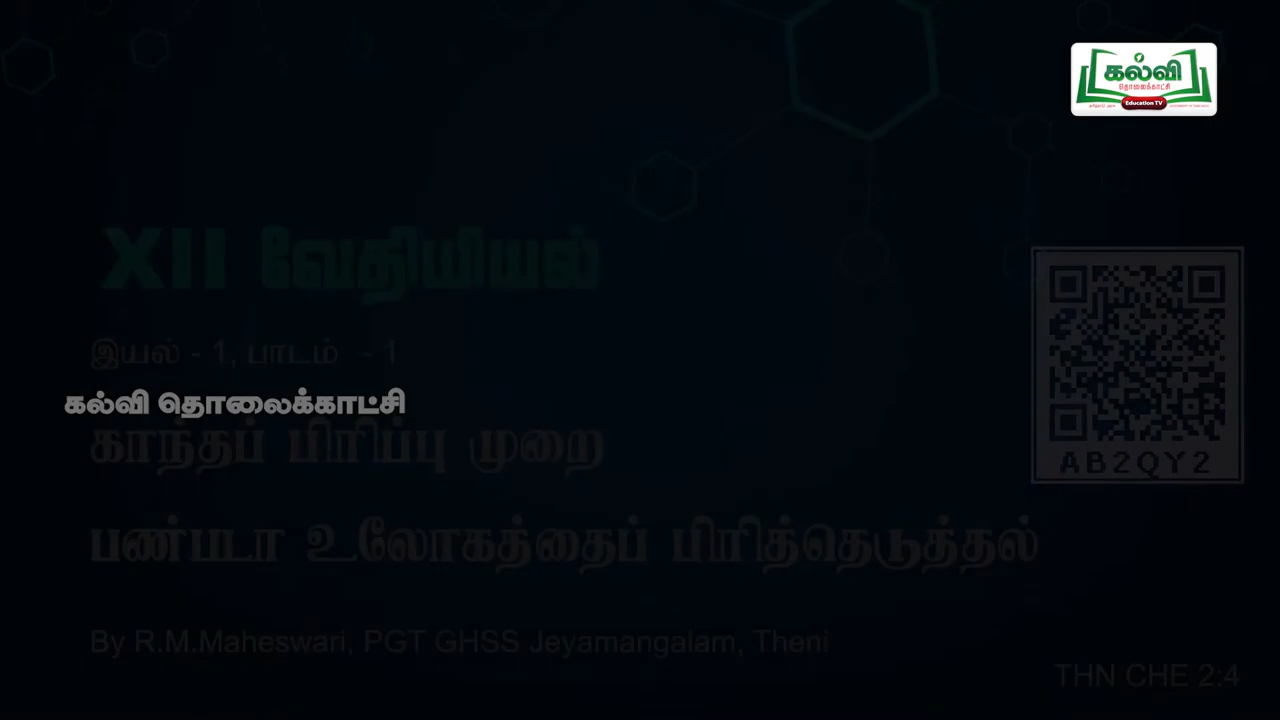 கல்வி
தொலைக்காட்சி
Education TV
XII வேதியியல்
இயல் - 1, பாடம் - 1
கல்வி தொலைக்காட்சி
காந்தப் பிரிப்பு முறை
பண்படா உலோகத்தைப் பிரித்தெடுத்தல்
AB2QY2
By R.M.Maheswari, PGT GHSS Jeyamangalam, Theni
THN CHE 2:4